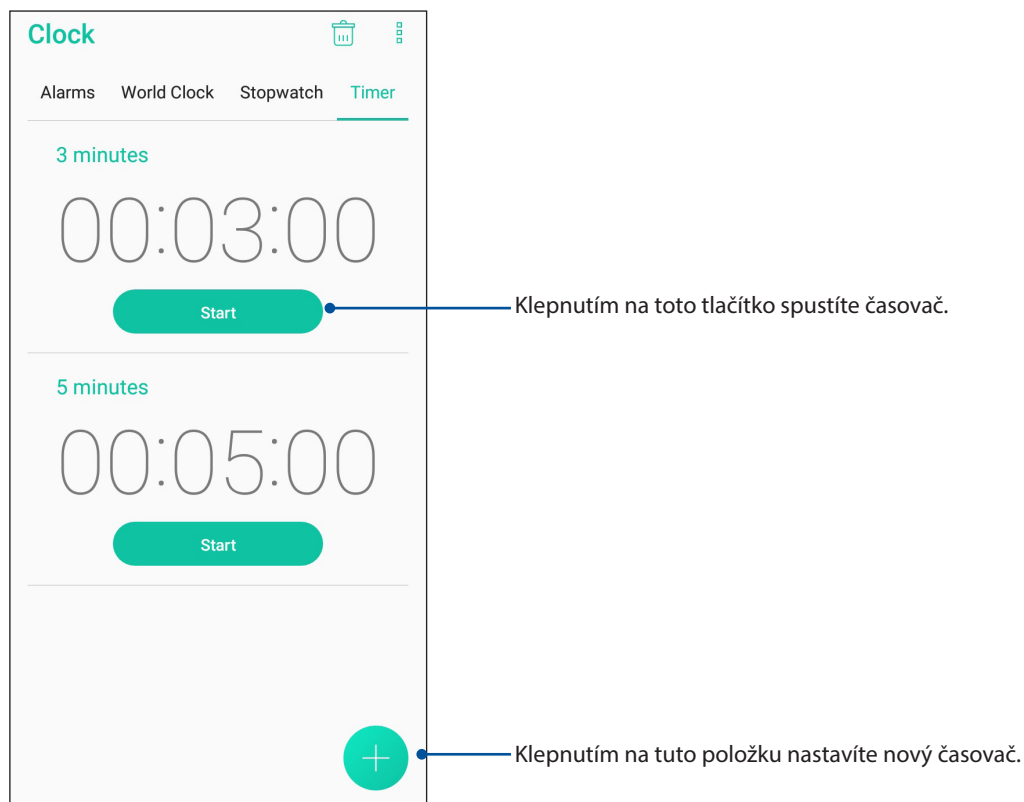 Clock
Alarms World Clock Stopwatch Timer
3 minutes
00:03:00
Start
Klepnutím na toto tlačítko spustíte časovač.
5 minutes
00:05:00
Start
Klepnutím na tuto položku nastavíte nový časovač.